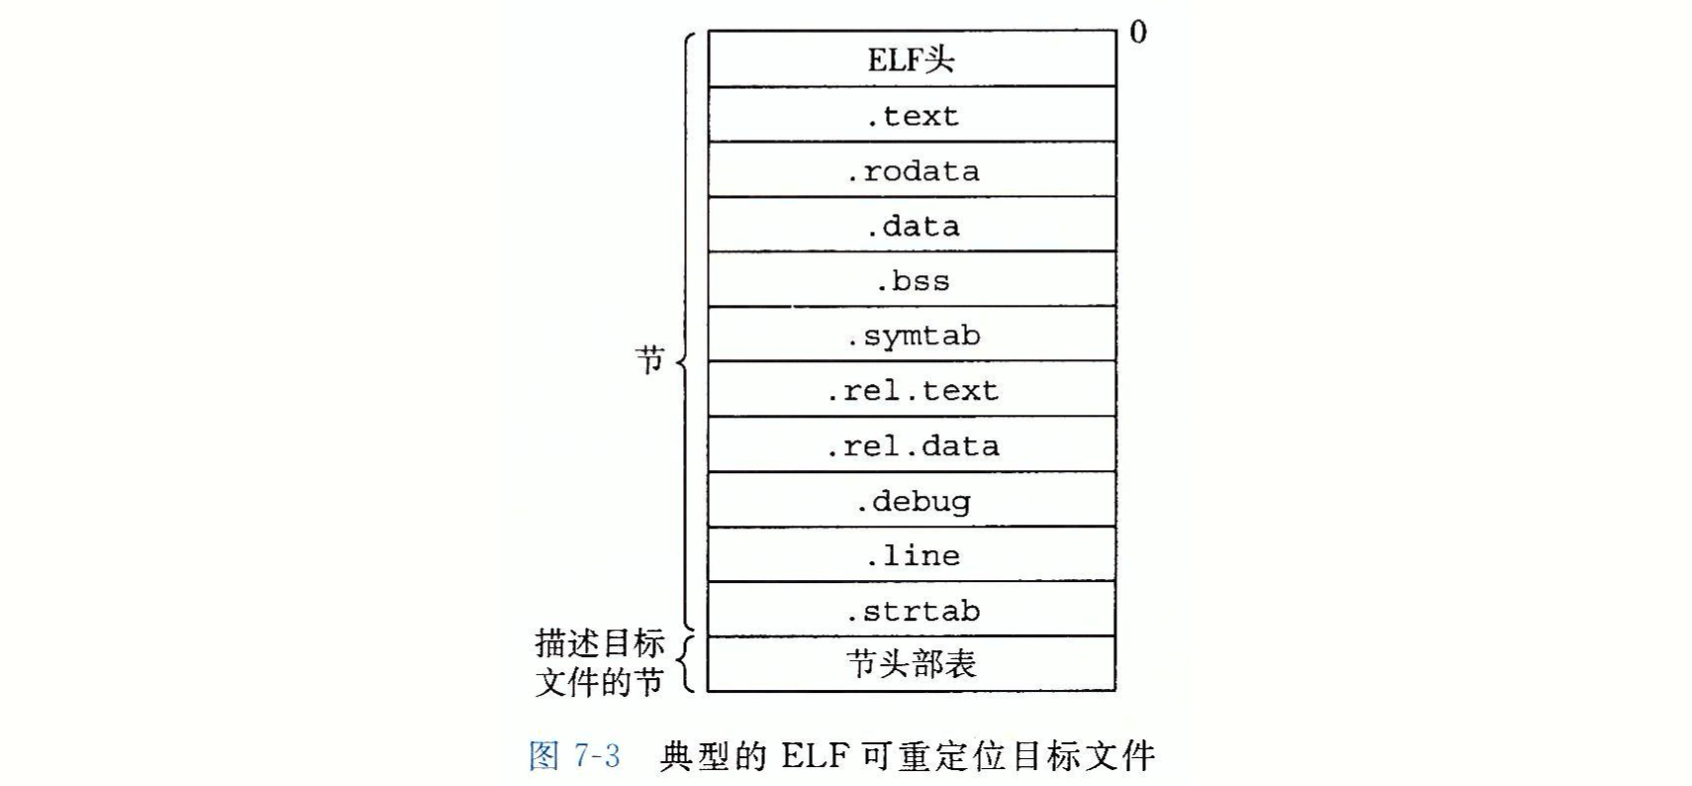 0
ELF头
.text
.rodata
.data
.bss
.symtab
节
.rel.text
.rel.data
.debug
.line
.strtab
描述目标
文件的节
节头部表
图 7-3 典型的 ELF 可重定位目标文件